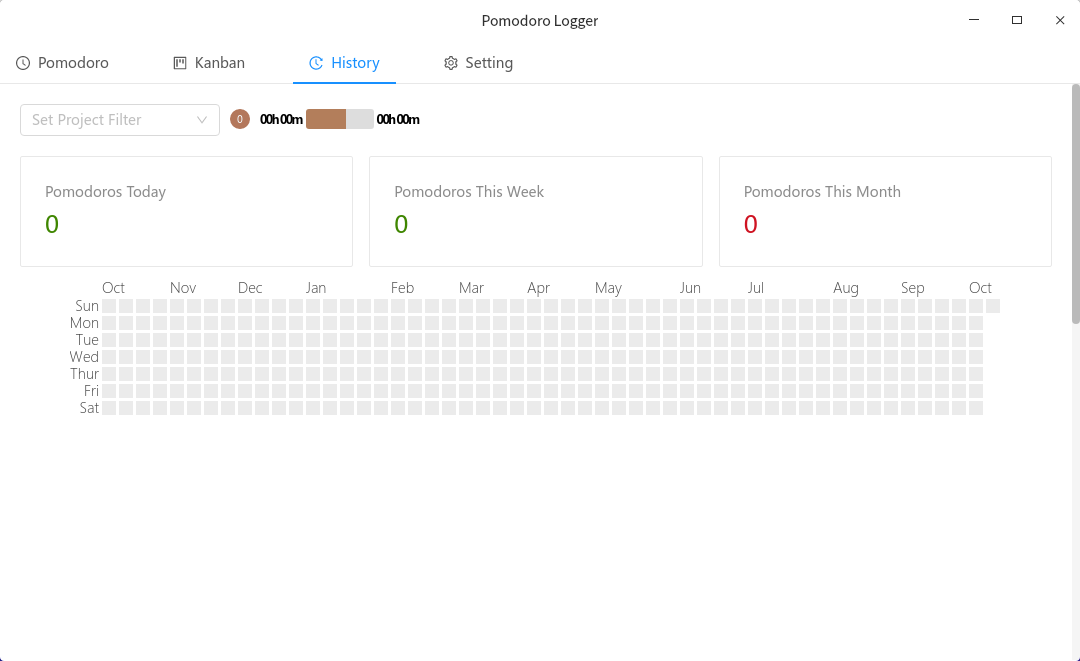 Pomodoro Logger
Pomodoro Kanban History Setting
Set Project Filter 0 00h00m 00h00m
Pomodoros Today Pomodoros This Week Pomodoros This Month
0 0 0
Oct Nov Dec Jan Feb Mar Apr May Jun Jul Aug Sep Oct
Sun
Mon
Tue
Wed
Thur
Fri
Sat